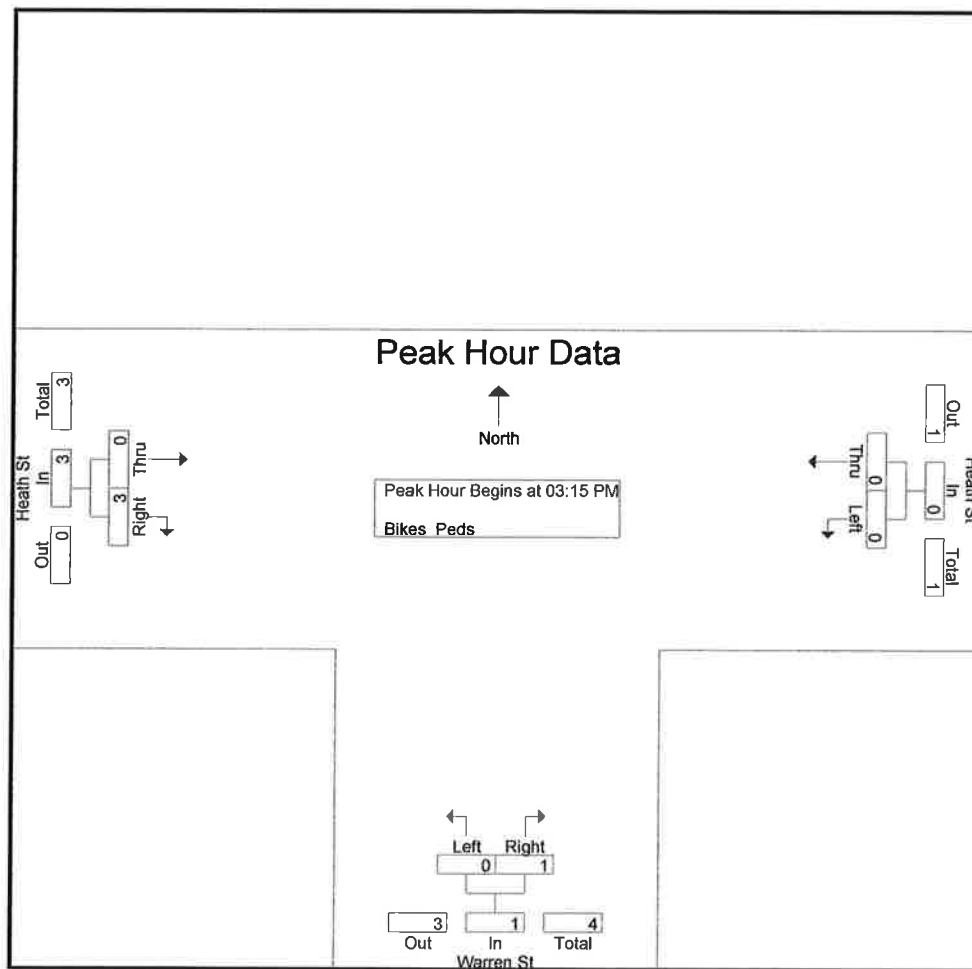 Peak Hour Data
North
Peak Hour Begins at 03:15 PM
Bikes Peds
Heath St
Total
3
In
3
Out
0
0
Thru
3
Right
Heath St
Out
1
In
0
Total
1
Thru
0
Left
0
Left Right
0 1
3 1 4
Out In Total
Warren St